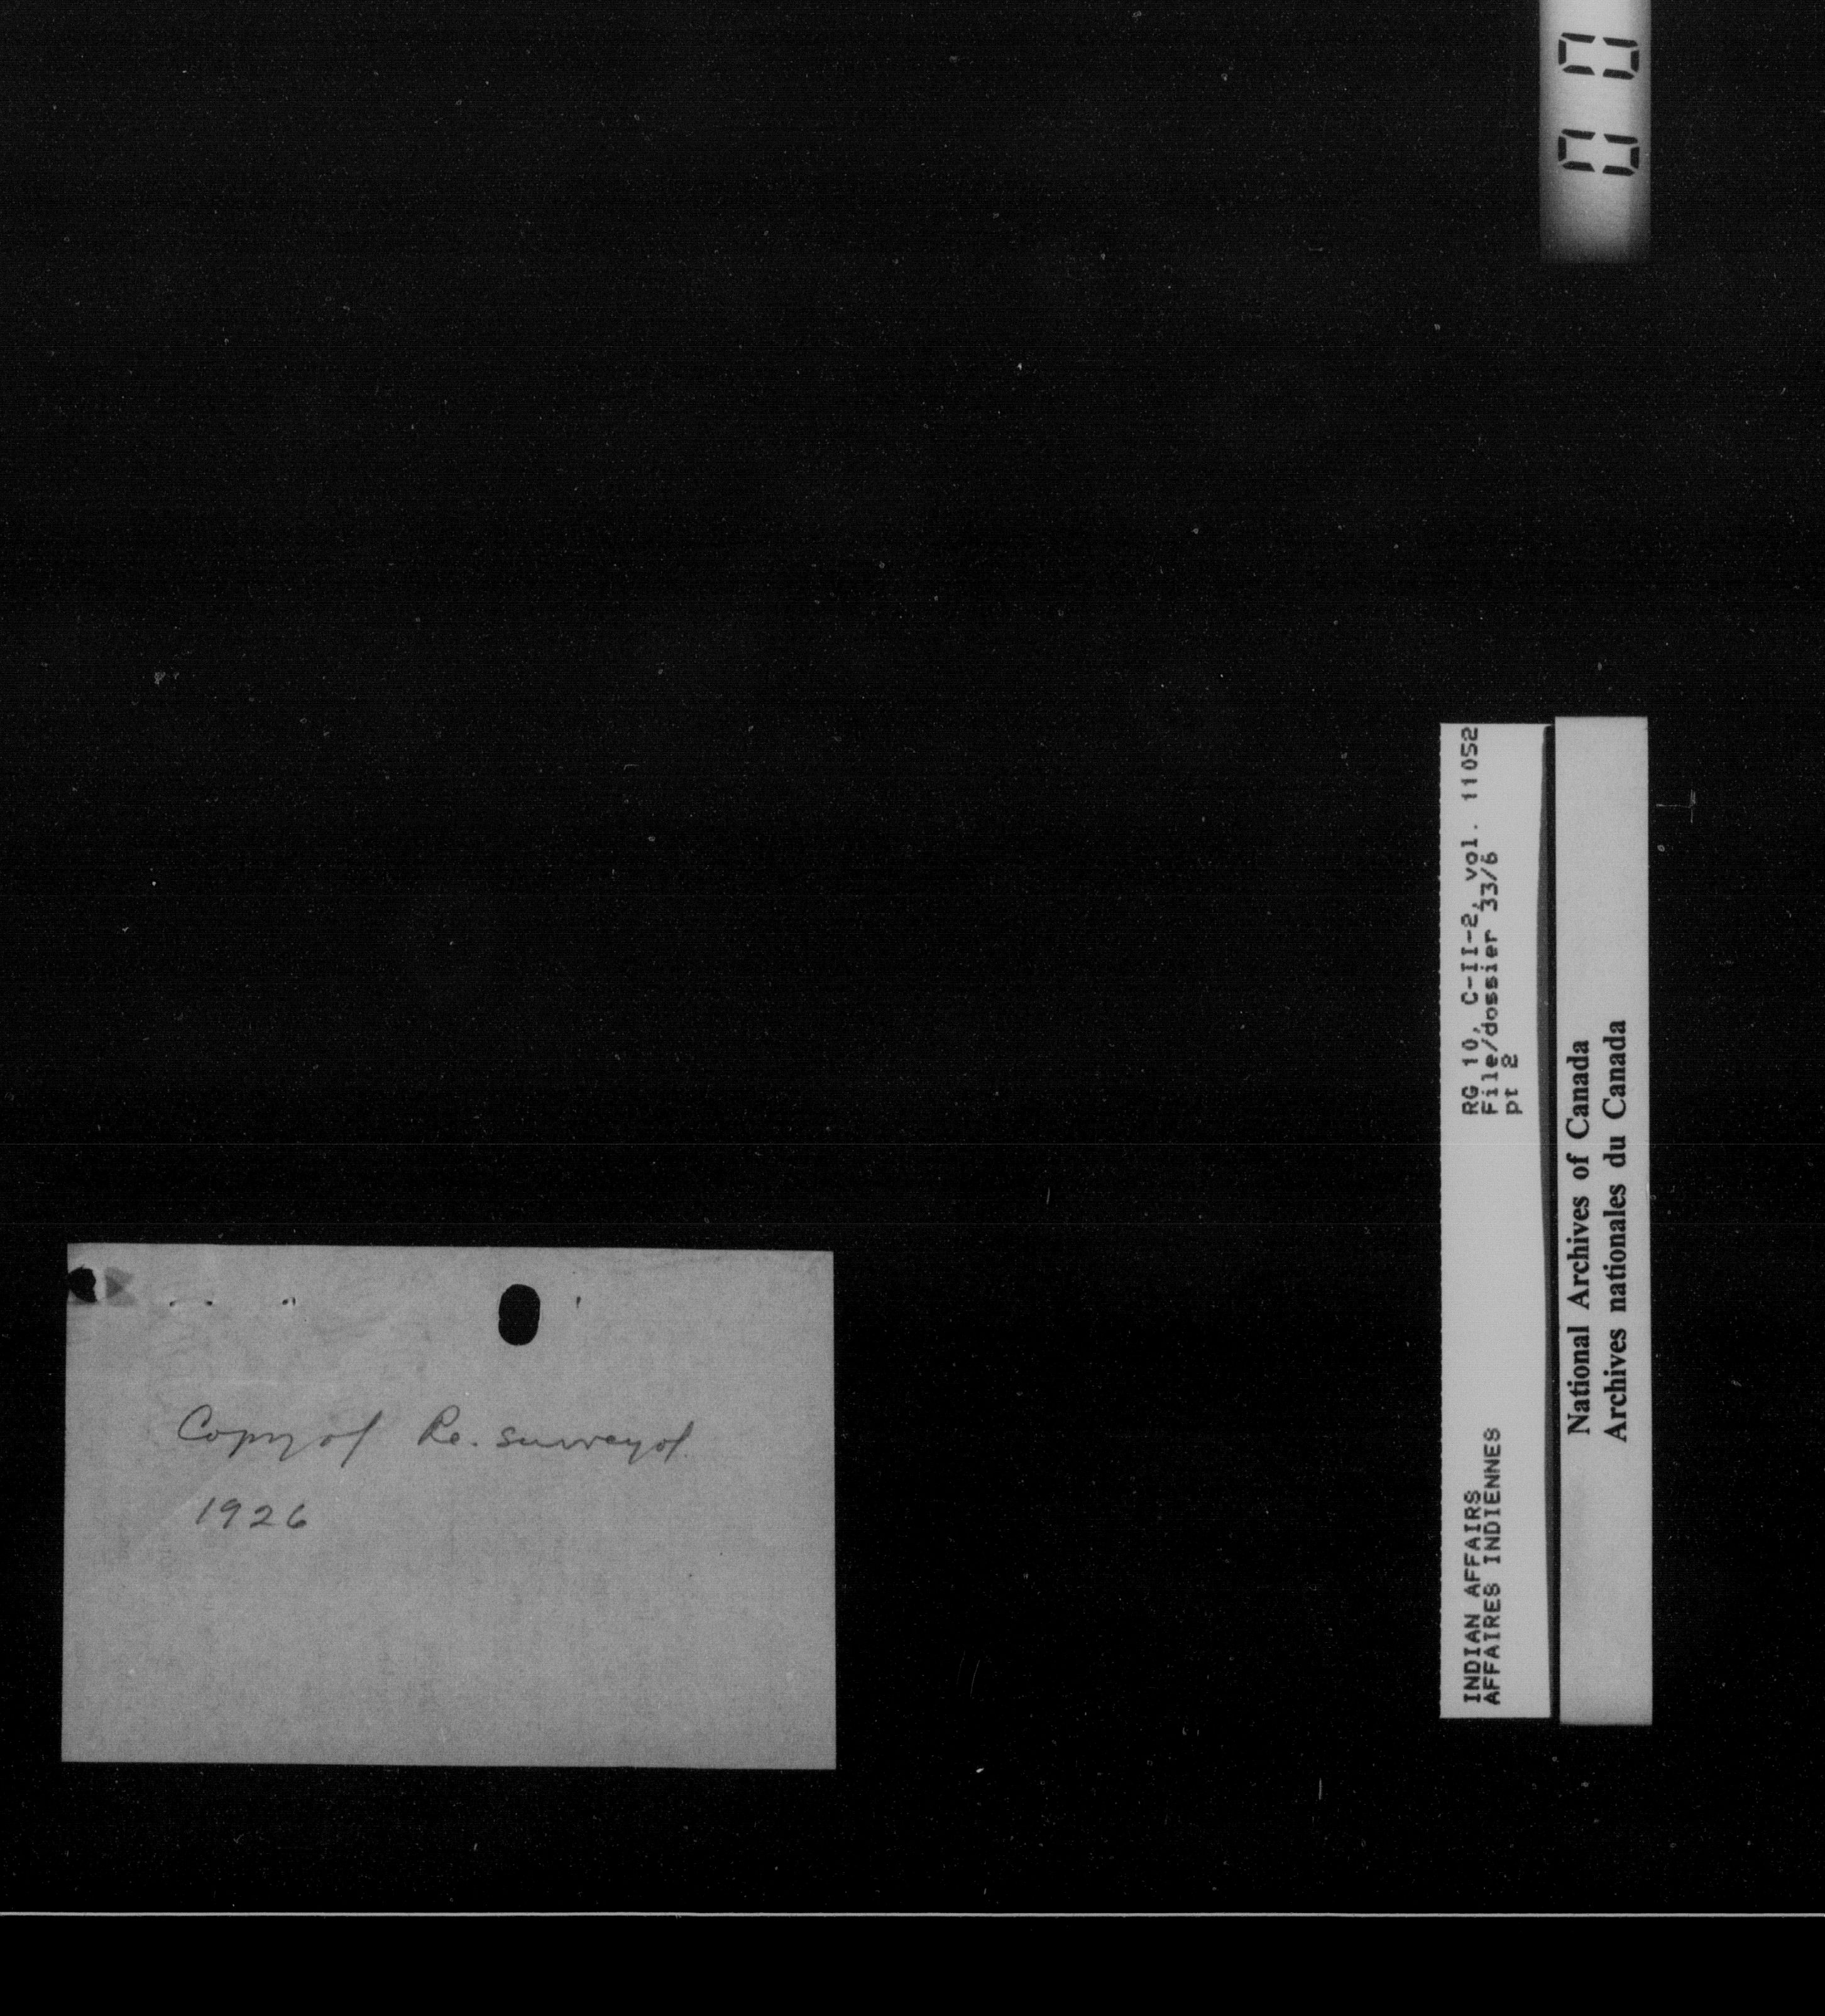 Copy of Re. survey of.
1926
INDIAN AFFAIRS
AFFAIRES INDIENNES
RG 10, C-II-2, vol. 11052
File/dossier 33/6
pt 2
National Archives of Canada
Archives nationales du Canada